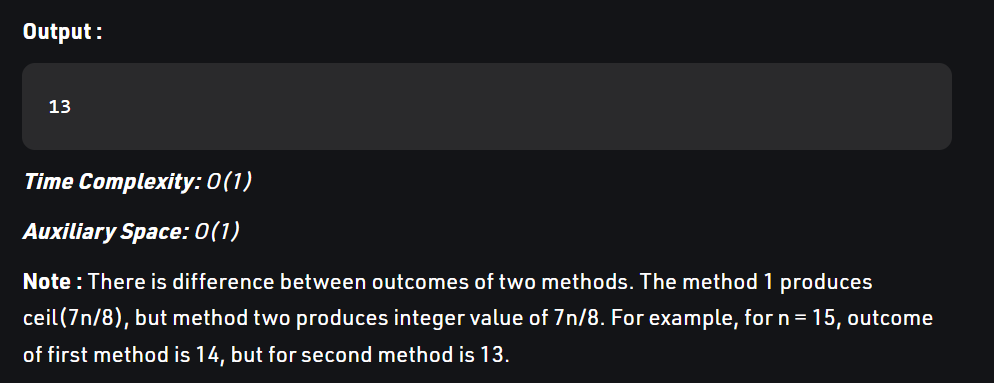 Output :
13
Time Complexity: O(1)
Auxiliary Space: O(1)
Note : There is difference between outcomes of two methods. The method 1 produces
ceil(7n/8), but method two produces integer value of 7n/8. For example, for n = 15, outcome
of first method is 14, but for second method is 13.